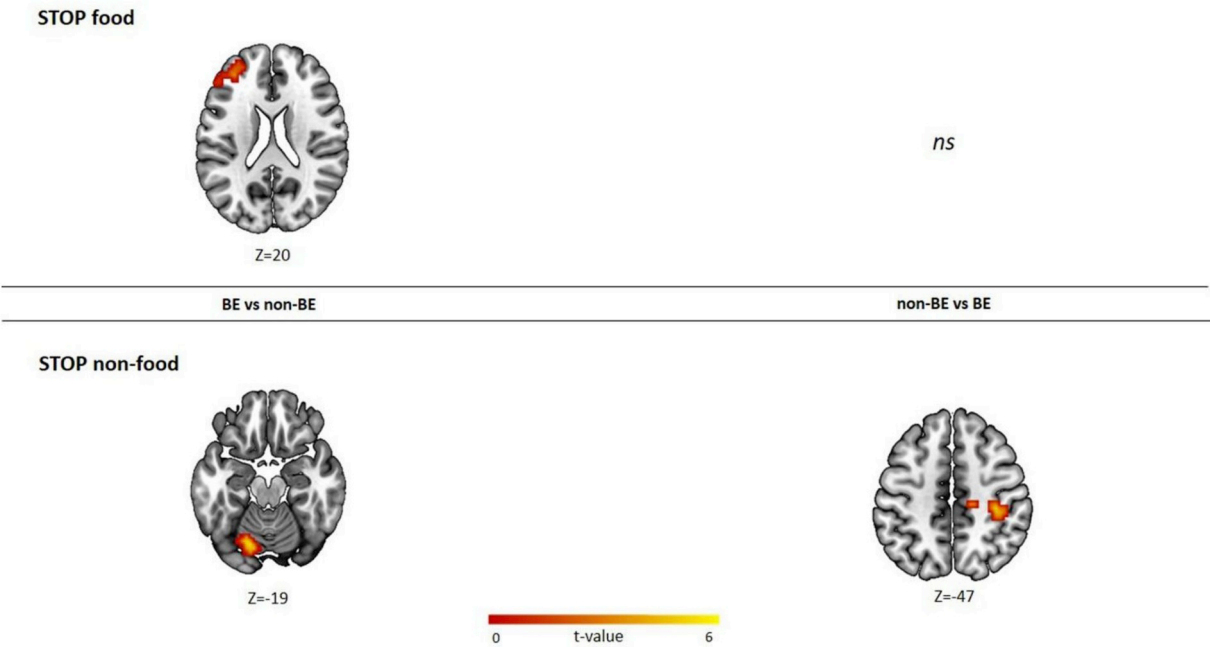 STOP food
ns
Z=20
BE vs non-BE
non-BE vs BE
STOP non-food
Z=-19
Z=-47
0
t-value
6